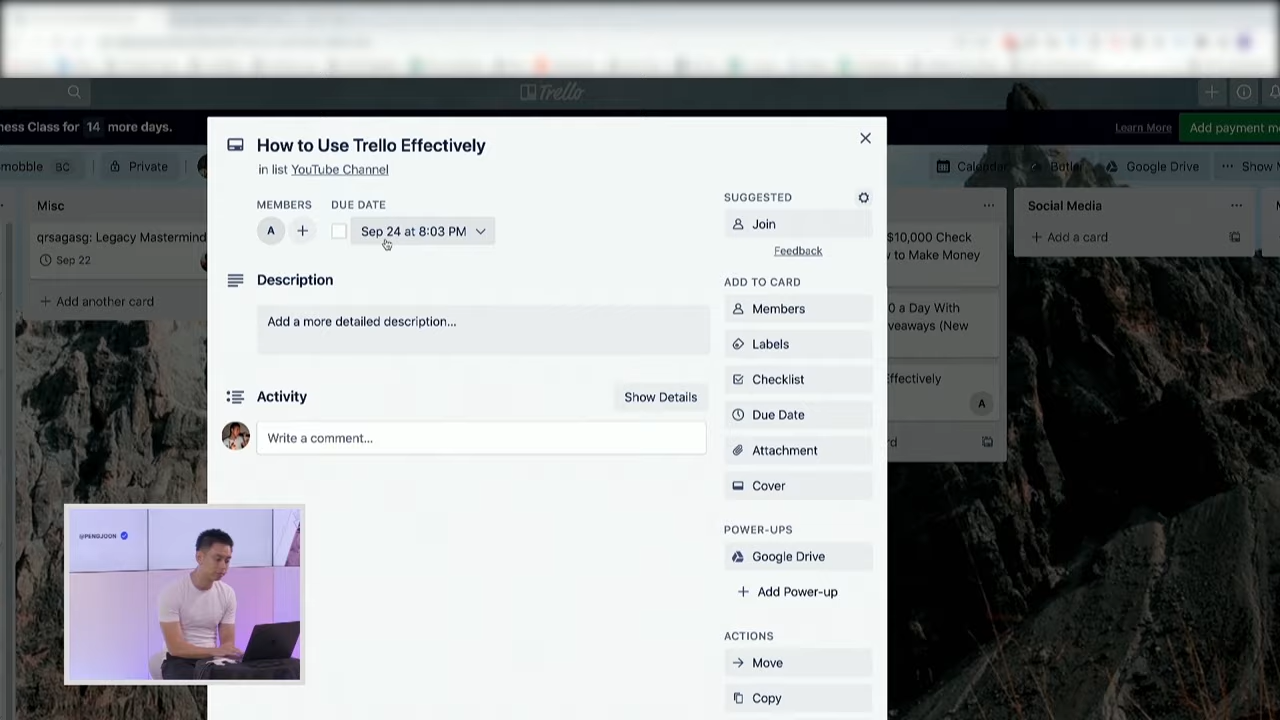 Trello
ness Class for 14 more days.
Learn More
Add payment me
mobble BC
Private
Calendar
Butler
Google Drive
Show M
Misc
qrsagasg: Legacy Mastermind
Sep 22
Add another card
How to Use Trello Effectively
in list YouTube Channel
MEMBERS
DUE DATE
A
Sep 24 at 8:03 PM
Description
Add a more detailed description...
Activity
Show Details
Write a comment...
SUGGESTED
Join
Feedback
ADD TO CARD
Members
Labels
Checklist
Due Date
Attachment
Cover
POWER-UPS
Google Drive
Add Power-up
ACTIONS
Move
Copy
$10,000 Check
w to Make Money
0 a Day With
veaways (New
Effectively
A
rd
Social Media
Add a card
@PENGJOON